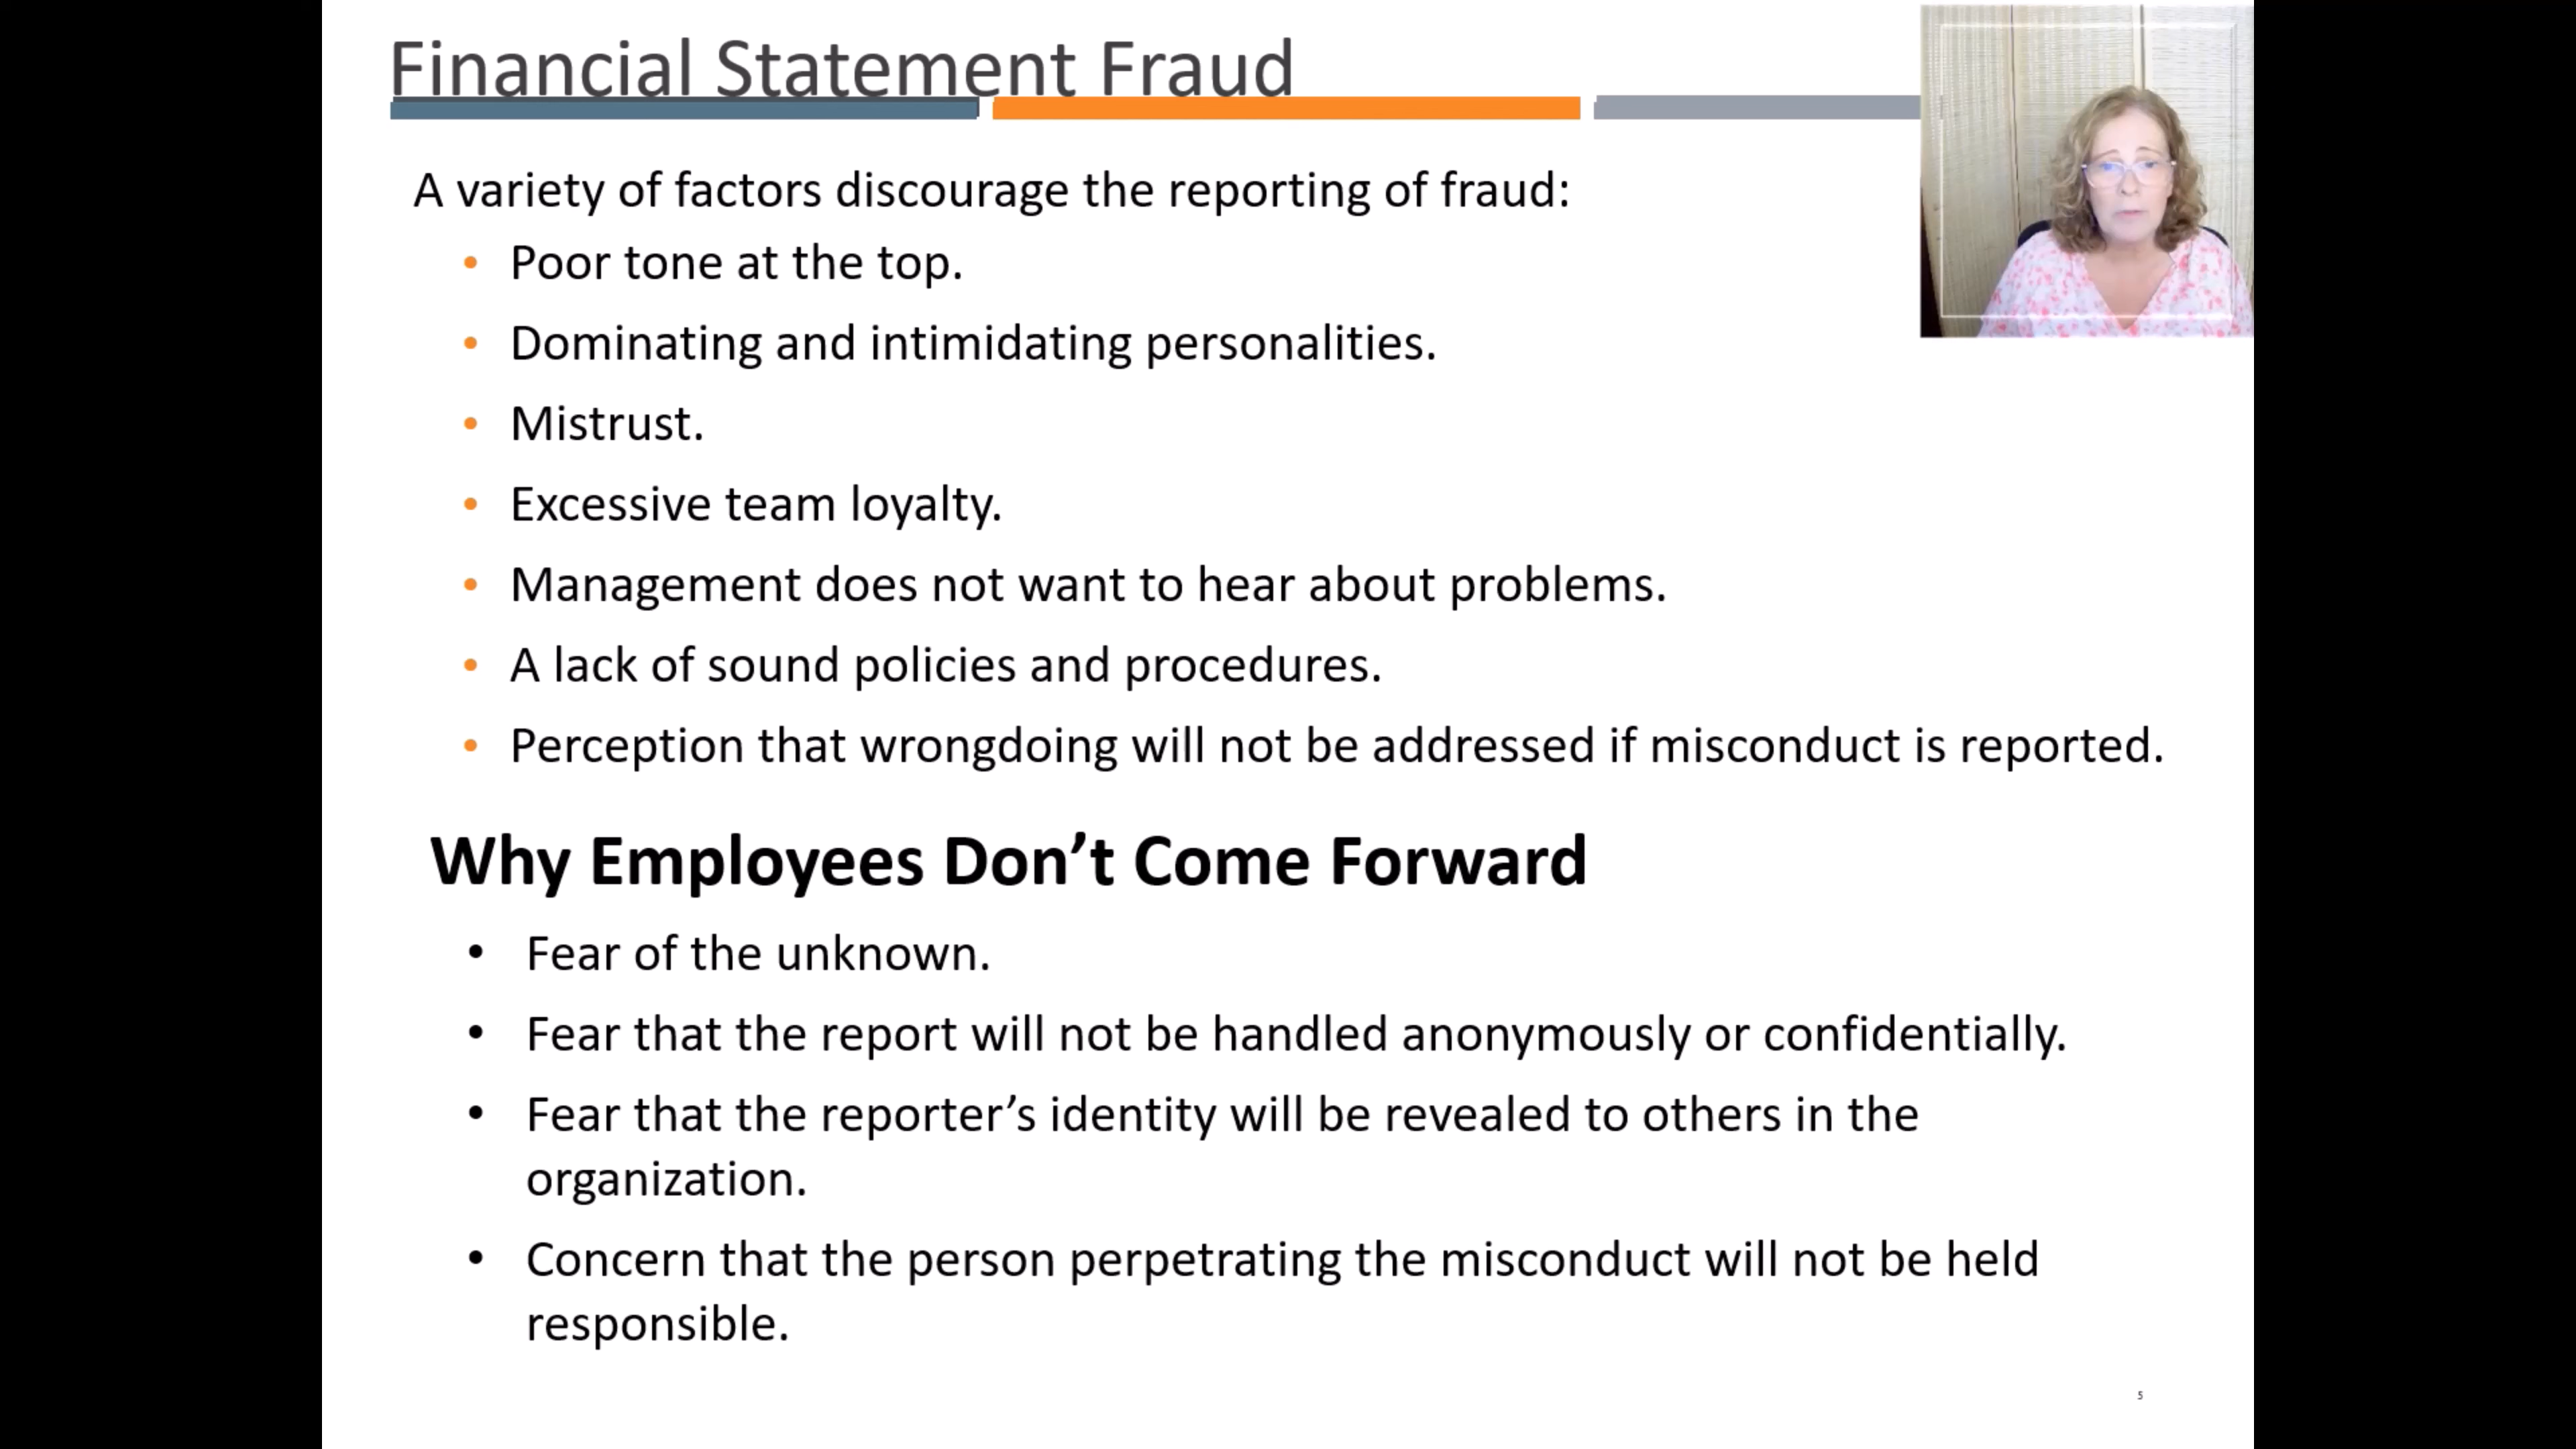 Financial Statement Fraud
A variety of factors discourage the reporting of fraud:
• Poor tone at the top.
• Dominating and intimidating personalities.
• Mistrust.
• Excessive team loyalty.
• Management does not want to hear about problems.
• A lack of sound policies and procedures.
• Perception that wrongdoing will not be addressed if misconduct is reported.
Why Employees Don’t Come Forward
• Fear of the unknown.
• Fear that the report will not be handled anonymously or confidentially.
• Fear that the reporter’s identity will be revealed to others in the
organization.
• Concern that the person perpetrating the misconduct will not be held
responsible.
5